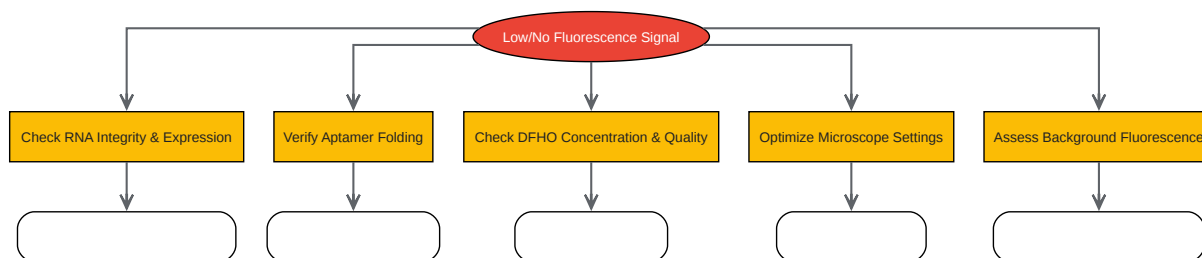 Low/No Fluorescence Signal
Check RNA Integrity & Expression
Verify Aptamer Folding
Check DFHO Concentration & Quality
Optimize Microscope Settings
Assess Background Fluorescence